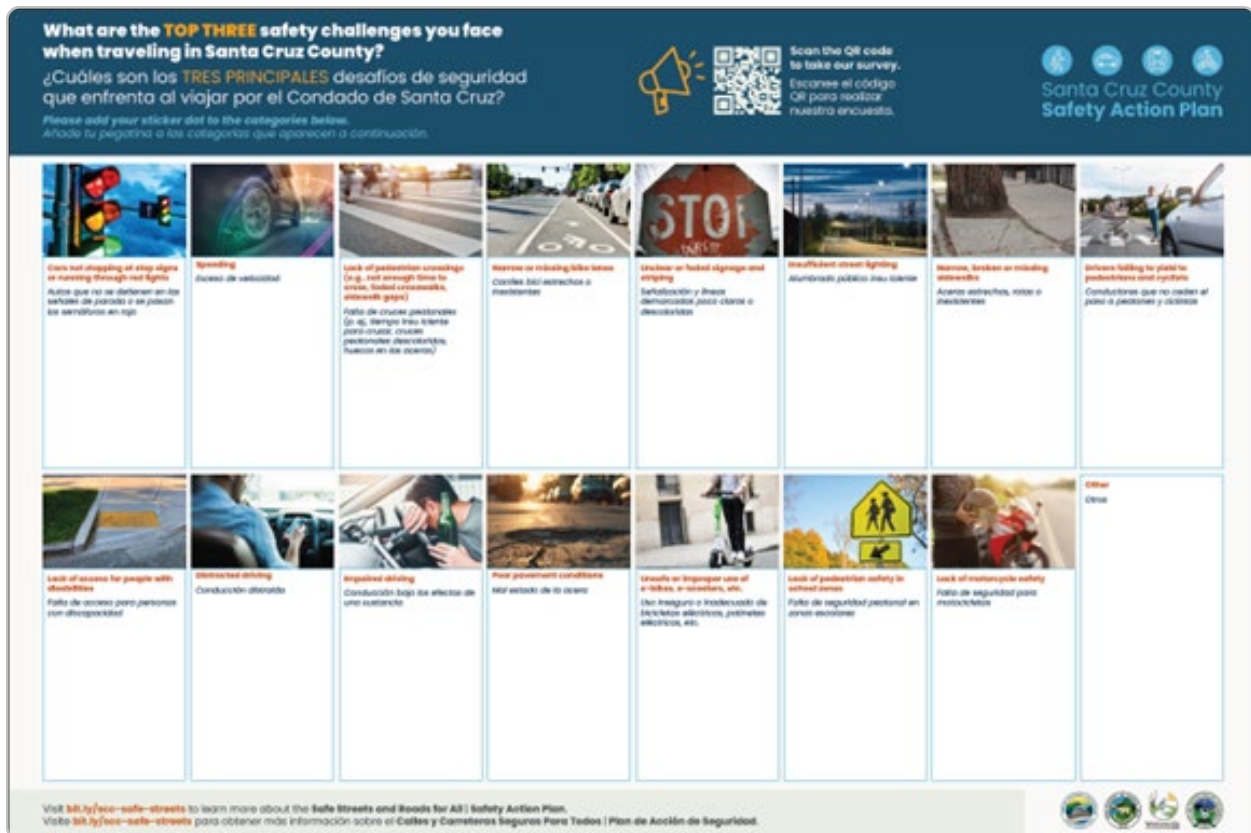 What are the TOP THREE safety challenges you face
when traveling in Santa Cruz County?
¿Cuáles son los TRES PRINCIPALES desafíos de seguridad
que enfrenta al viajar por el Condado de Santa Cruz?
Please add your sticker dot to the categories below.
Añade tu pegatina a las categorías que aparecen a continuación.
Scan the QR code
to take our survey.
Escanee el código
QR para realizar
nuestra encuesta.
Santa Cruz County
Safety Action Plan
Cars not stopping at stop signs
or running through red lights
Autos que no se detienen en las
señales de parada o se pasan
los semáforos en rojo
Speeding
Exceso de velocidad
Lack of pedestrian crossings
(e.g., not enough time to
cross, faded crosswalks,
sidewalk gaps)
Falta de cruces peatonales
(p. ej, tiempo insu iciente
para cruzar, cruces
peatonales descoloridos,
huecos en las aceras)
Narrow or missing bike lanes
Carriles bici estrechos o
inexistentes
STOP
Unclear or faded signage and
striping
Señalización y líneas
demarcadas poco claras o
descoloridas
Insufficient street lighting
Alumbrado público insu iciente
Narrow, broken or missing
sidewalks
Aceras estrechas, rotas o
inexistentes
Drivers failing to yield to
pedestrians and cyclists
Conductores que no ceden el
paso a peatones y ciclistas
Lack of access for people with
disabilities
Falta de acceso para personas
con discapacidad
Distracted driving
Conducción distraída
Impaired driving
Conducción bajo los efectos de
una sustancia
Poor pavement conditions
Mal estado de la acera
Unsafe or improper use of
e-bikes, e-scooters, etc.
Uso inseguro o inadecuado de
bicicletas eléctricas, patinetes
eléctricos, etc.
Lack of pedestrian safety in
school zones
Falta de seguridad peatonal en
zonas escolares
Lack of motorcycle safety
Falta de seguridad para
motociclistas
Other
Otros
Visit bit.ly/scc-safe-streets to learn more about the Safe Streets and Roads for All | Safety Action Plan.
Visite bit.ly/scc-safe-streets para obtener más información sobre el Calles y Carreteras Seguras Para Todos | Plan de Acción de Seguridad.